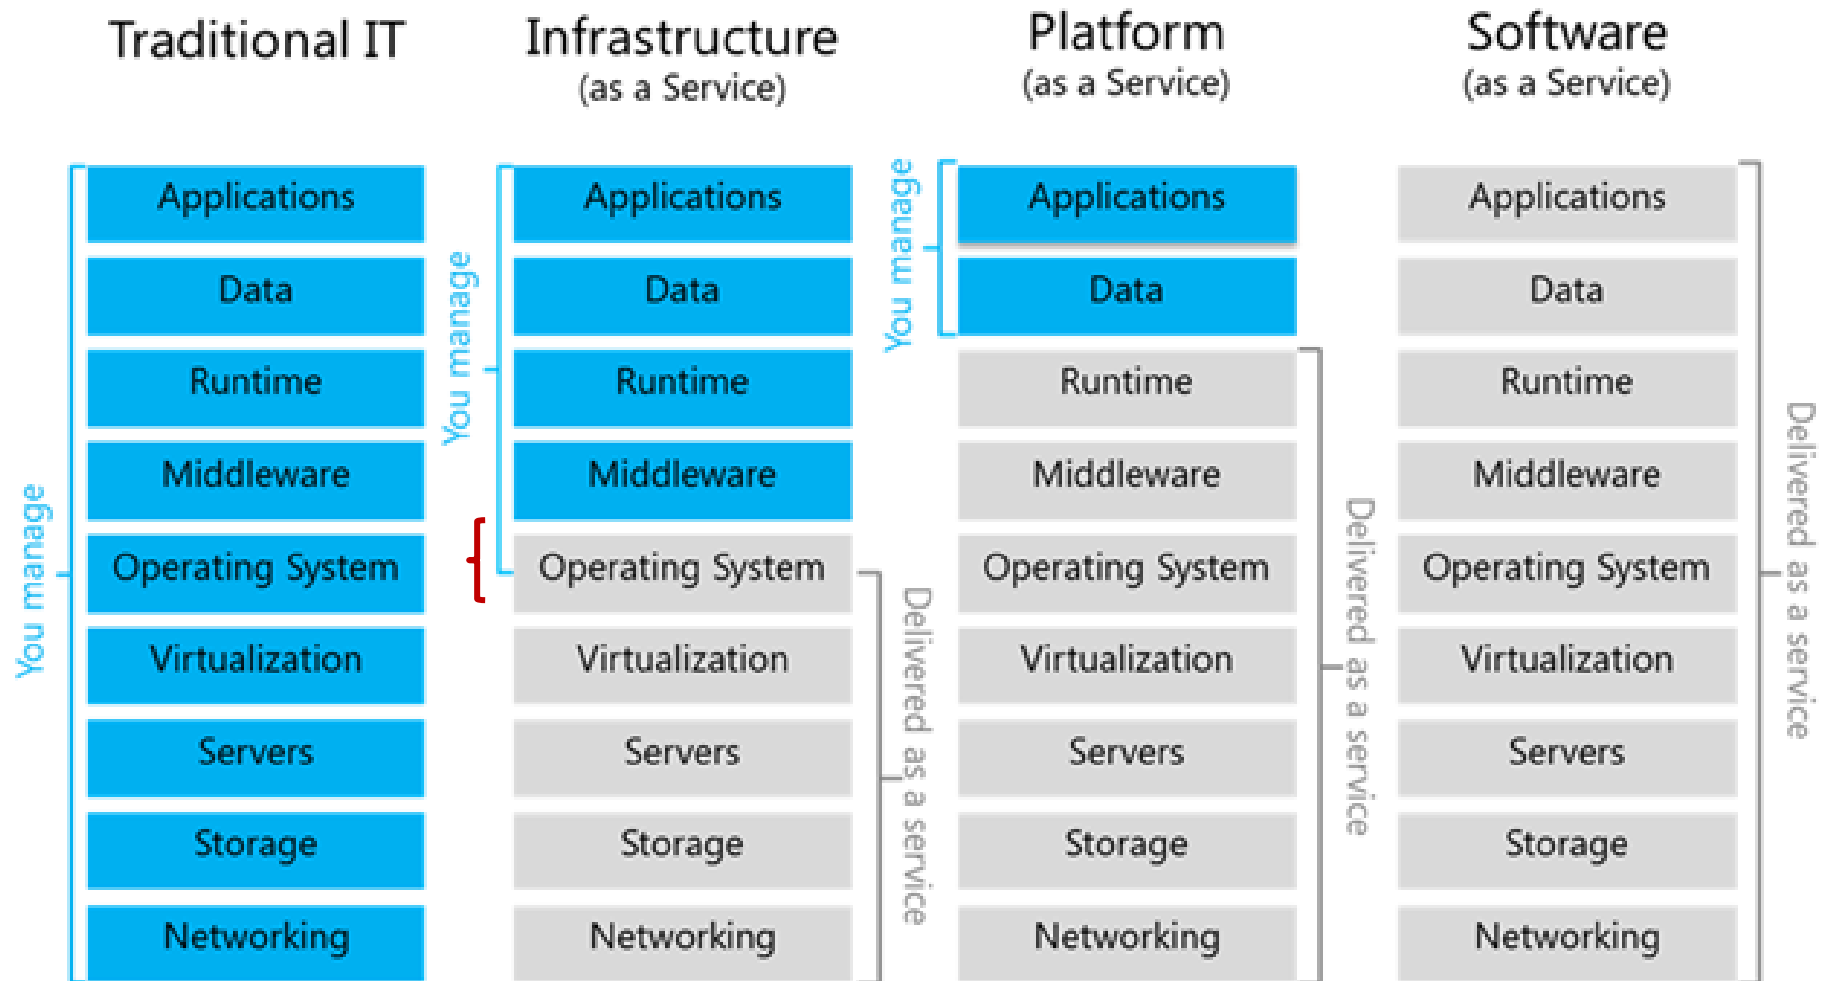 Traditional IT
Infrastructure
(as a Service)
Platform
(as a Service)
Software
(as a Service)
You manage
Applications
Data
Runtime
Middleware
Operating System
Virtualization
Servers
Storage
Networking
You manage
Applications
Data
Runtime
Middleware
Operating System
Virtualization
Servers
Storage
Networking
Delivered as a service
You manage
Applications
Data
Runtime
Middleware
Operating System
Virtualization
Servers
Storage
Networking
Delivered as a service
Applications
Data
Runtime
Middleware
Operating System
Virtualization
Servers
Storage
Networking
Delivered as a service